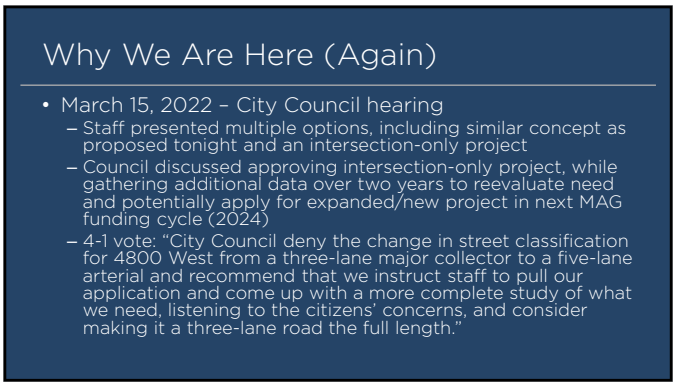 Why We Are Here (Again)
• March 15, 2022 – City Council hearing
– Staff presented multiple options, including similar concept as
proposed tonight and an intersection-only project
– Council discussed approving intersection-only project, while
gathering additional data over two years to reevaluate need
and potentially apply for expanded/new project in next MAG
funding cycle (2024)
– 4-1 vote: “City Council deny the change in street classification
for 4800 West from a three-lane major collector to a five-lane
arterial and recommend that we instruct staff to pull our
application and come up with a more complete study of what
we need, listening to the citizens’ concerns, and consider
making it a three-lane road the full length.”